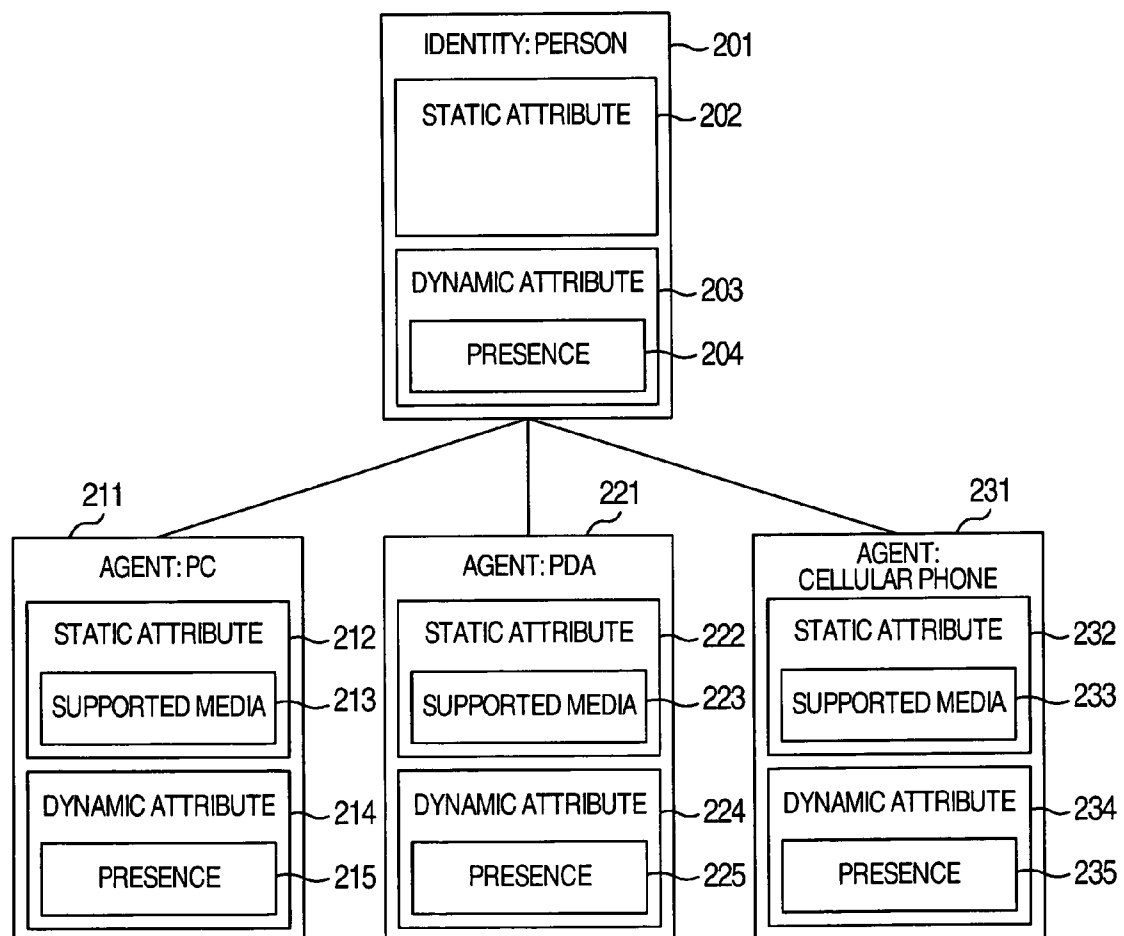 IDENTITY: PERSON
201
STATIC ATTRIBUTE
202
DYNAMIC ATTRIBUTE
203
PRESENCE
204
211
AGENT: PC
STATIC ATTRIBUTE
212
SUPPORTED MEDIA
213
DYNAMIC ATTRIBUTE
214
PRESENCE
215
221
AGENT: PDA
STATIC ATTRIBUTE
222
SUPPORTED MEDIA
223
DYNAMIC ATTRIBUTE
224
PRESENCE
225
231
AGENT:
CELLULAR PHONE
STATIC ATTRIBUTE
232
SUPPORTED MEDIA
233
DYNAMIC ATTRIBUTE
234
PRESENCE
235